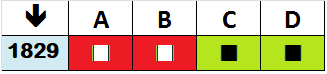 🡻 A B C D
1829 □ □ ■ ■